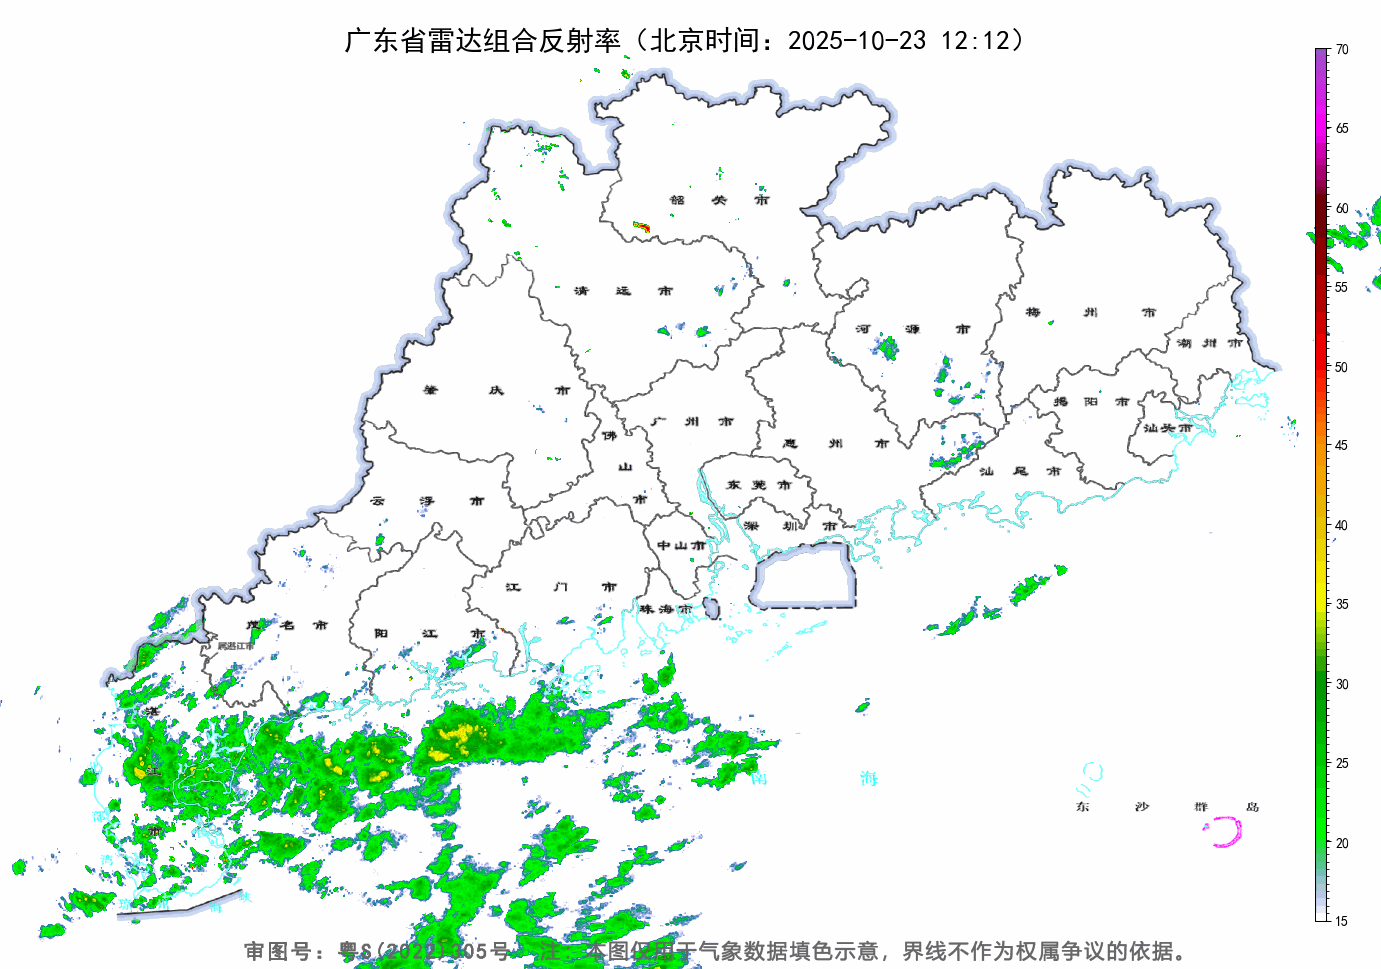 广东省雷达组合反射率（北京时间：2025-10-23 12:12）
70
65
60
55
50
45
40
35
30
25
20
15
韶关市
清远市
河源市
梅州市
潮州市
肇庆市
广州市
佛山市
惠州市
揭阳市
汕头市
汕尾市
云浮市
东莞市
深圳市
中山市
江门市
珠海市
茂名市
属湛江市
阳江市
湛江市
南海
东沙群岛
审图号：粤S(2022)305号 注：本图仅用于气象数据填色示意，界线不作为权属争议的依据。